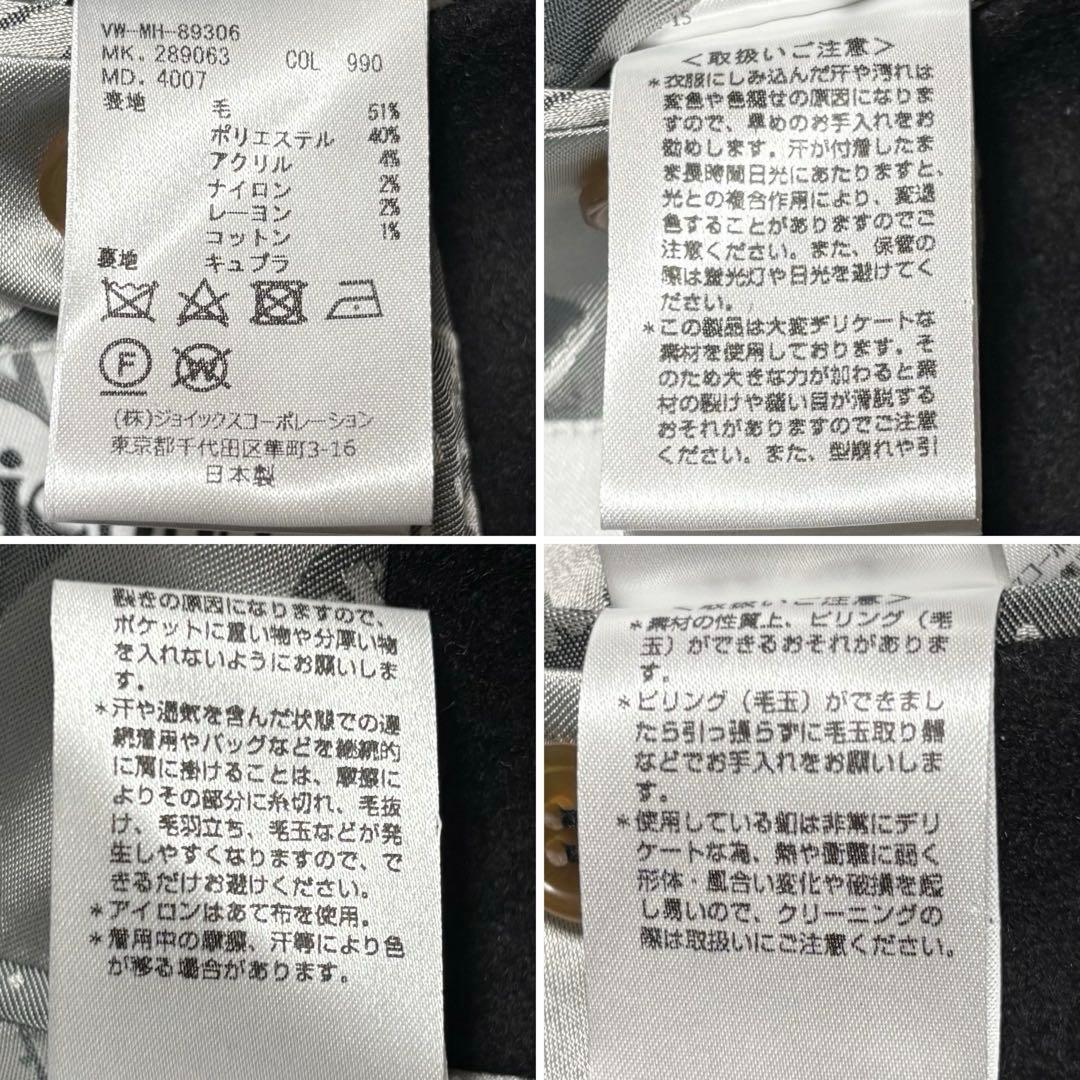 VW-MH-89306
MK. 289063 COL 990
MD. 4007
表地
毛 51%
ポリエステル 40%
アクリル 4%
ナイロン 2%
レーヨン 2%
コットン 1%
裏地 キュプラ
F W
(株)ジョイックスコーポレーション
東京都千代田区隼町3-16
日本製
15
<取扱いご注意>
*衣服にしみ込んだ汗や汚れは
変色や色褪せの原因になりま
すので、早めのお手入れをお
勧めします。汗が付着したま
ま長時間日光にあたりますと、
光との複合作用により、変退
色することがありますのでご
注意ください。また、保管の
際は蛍光灯や日光を避けてく
ださい。
*この製品は大変デリケートな
素材を使用しております。そ
のため大きな力が加わると素
材の裂けや縫い目が滑脱する
おそれがありますのでご注意
ください。また、型崩れや引
裂きの原因になりますので、
ポケットに重い物や分厚い物
を入れないようにお願いしま
す。
*汗や湿気を含んだ状態での連
続着用やバッグなどを継続的
に肩に掛けることは、摩擦に
よりその部分に糸切れ、毛抜
け、毛羽立ち、毛玉などが発
生しやすくなりますので、で
きるだけお避けください。
*アイロンはあて布を使用。
*着用中の摩擦、汗等により色
が移る場合があります。
<取扱いご注意>
*素材の性質上、ピリング(毛
玉)ができるおそれがありま
す。
*ピリング(毛玉)ができまし
たら引っ張らずに毛玉取り器
などでお手入れをお願いしま
す。
*使用している釦は非常にデリ
ケートな為、熱や衝撃に弱く
形体・風合い変化や破損を起
し易いので、クリーニングの
際は取扱いにご注意ください。